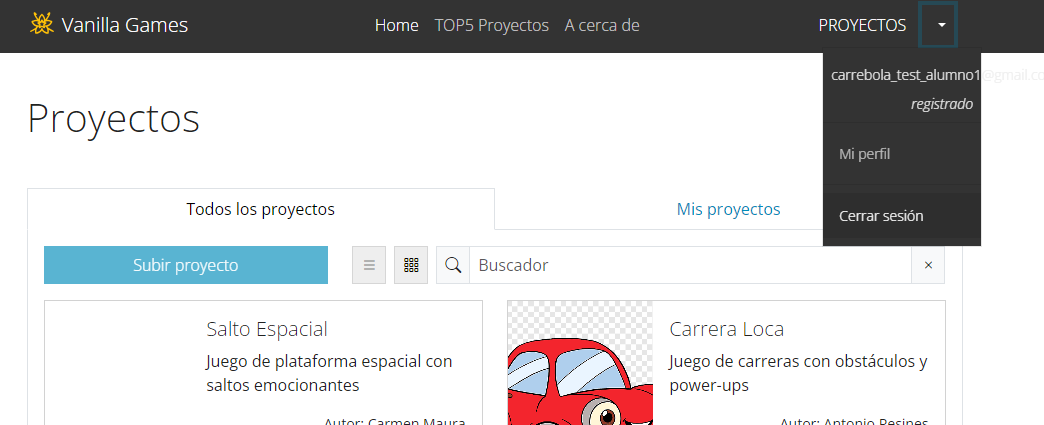 Vanilla Games
Home TOP5 Proyectos A cerca de
PROYECTOS
carrebola_test_alumno1@gmail.co
registrado
Mi perfil
Cerrar sesión
Proyectos
Todos los proyectos
Mis proyectos
Subir proyecto
Buscador
×
Salto Espacial
Juego de plataforma espacial con
saltos emocionantes
Autor: Carmen Maura
Carrera Loca
Juego de carreras con obstáculos y
power-ups
Autor: Antonio Resines